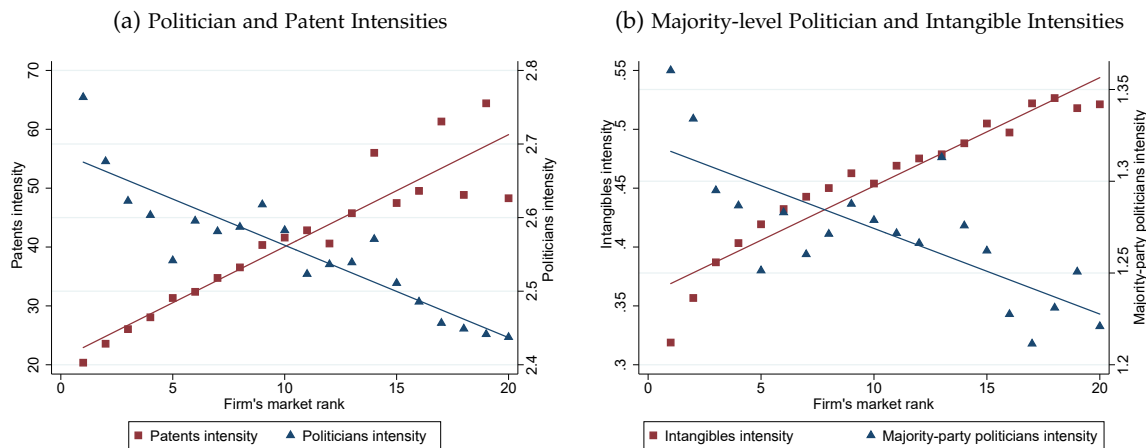 (a) Politician and Patent Intensities
Patents intensity
70
60
50
40
30
20
2.8
2.7
2.6
2.5
2.4
Politicians intensity
0 5 10 15 20
Firm's market rank
Patents intensity Politicians intensity
(b) Majority-level Politician and Intangible Intensities
Intangibles intensity
.55
.5
.45
.4
.35
.3
1.35
1.3
1.25
1.2
Majority-party politicians intensity
0 5 10 15 20
Firm's market rank
Intangibles intensity Majority-party politicians intensity